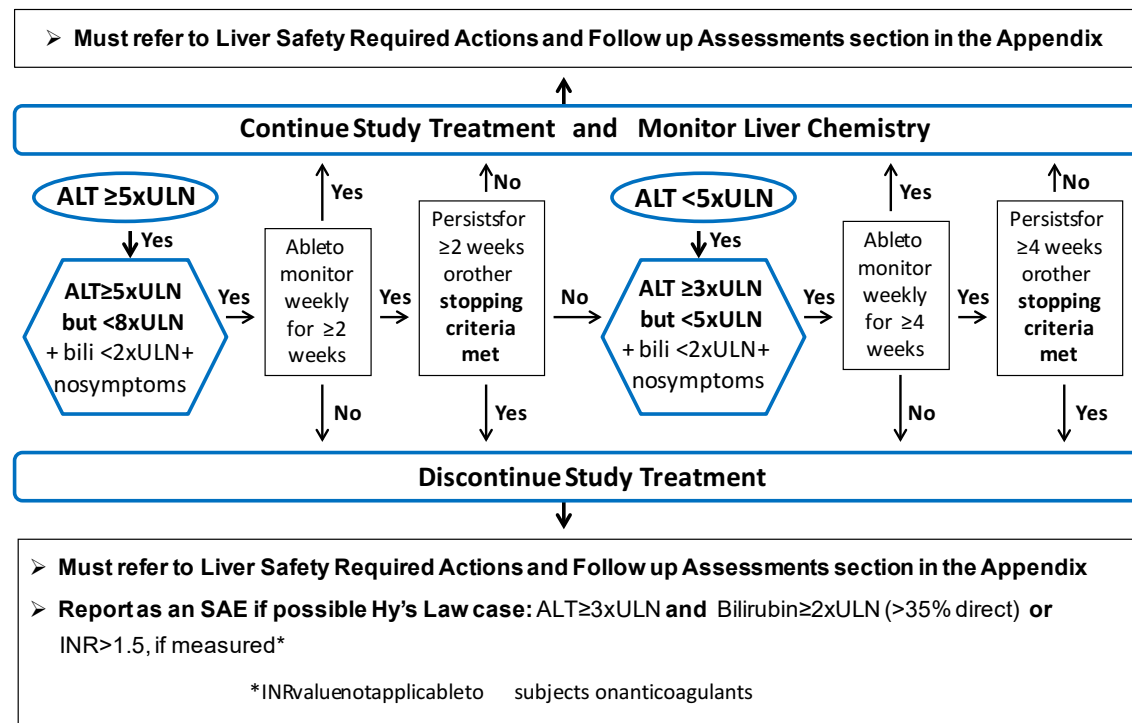 ➢ Must refer to Liver Safety Required Actions and Follow up Assessments section in the Appendix
Continue Study Treatment and Monitor Liver Chemistry
ALT ≥5xULN
Yes
ALT≥5xULN
but <8xULN
+ bili <2xULN+
nosymptoms
Yes
Yes
Ableto
monitor
weekly
for ≥2
weeks
No
Yes
No
Persistsfor
≥2 weeks
orother
stopping
criteria
met
Yes
No
ALT <5xULN
Yes
ALT ≥3xULN
but <5xULN
+ bili <2xULN+
nosymptoms
Yes
Yes
Ableto
monitor
weekly
for ≥4
weeks
No
Yes
No
Persistsfor
≥4 weeks
orother
stopping
criteria
met
Yes
Discontinue Study Treatment
➢ Must refer to Liver Safety Required Actions and Follow up Assessments section in the Appendix
➢ Report as an SAE if possible Hy's Law case: ALT≥3xULN and Bilirubin≥2xULN (>35% direct) or
INR>1.5, if measured*
*INRvaluenotapplicableto subjects onanticoagulants